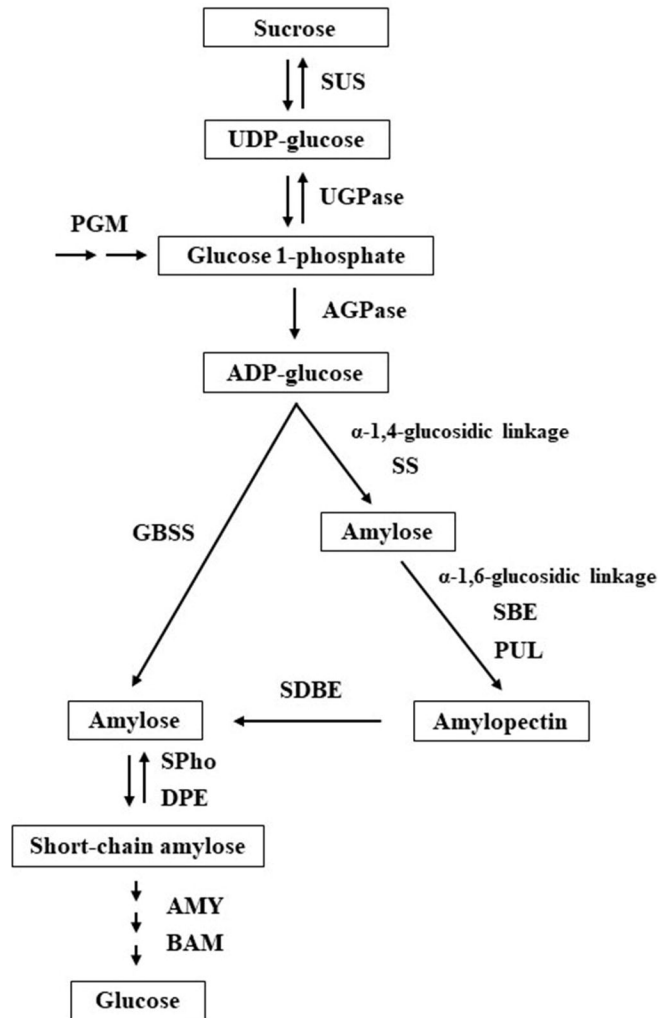 Sucrose
SUS
UDP-glucose
UGPase
PGM
Glucose 1-phosphate
AGPase
ADP-glucose
α-1,4-glucosidic linkage
SS
GBSS
Amylose
α-1,6-glucosidic linkage
SBE
PUL
SDBE
Amylose
Amylopectin
SPho
DPE
Short-chain amylose
AMY
BAM
Glucose